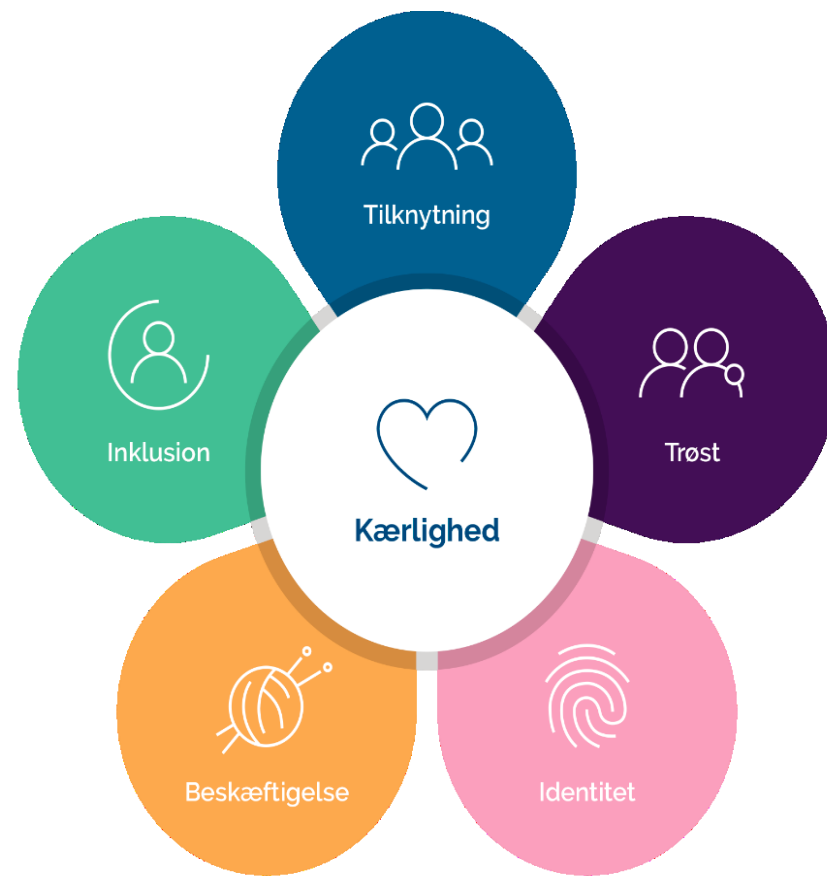 Tilknytning
Trøst
Identitet
Beskæftigelse
Inklusion
Kærlighed